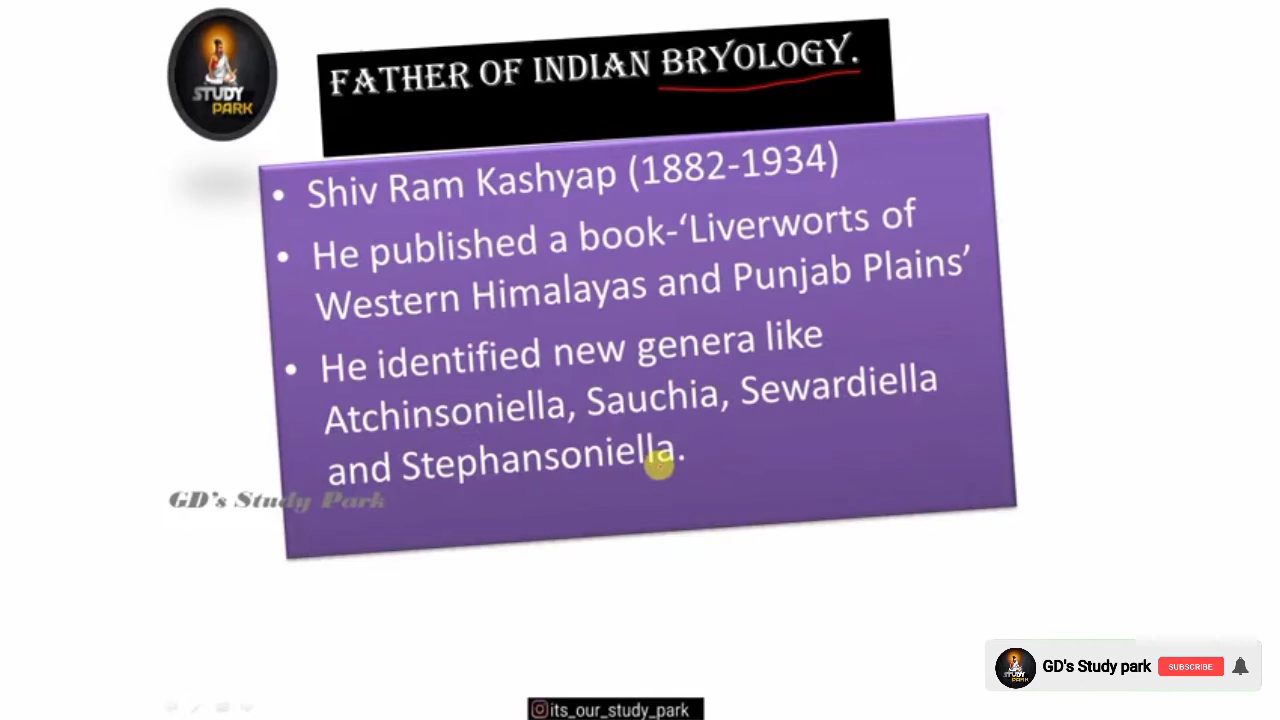 STUDY
PARK
FATHER OF INDIAN BRYOLOGY.
• Shiv Ram Kashyap (1882-1934)
• He published a book-‘Liverworts of
Western Himalayas and Punjab Plains’
• He identified new genera like
Atchinsoniella, Sauchia, Sewardiella
and Stephansoniella.
GD's Study Park
STUDY
PARK
GD's Study park
SUBSCRIBE
its_our_study_park